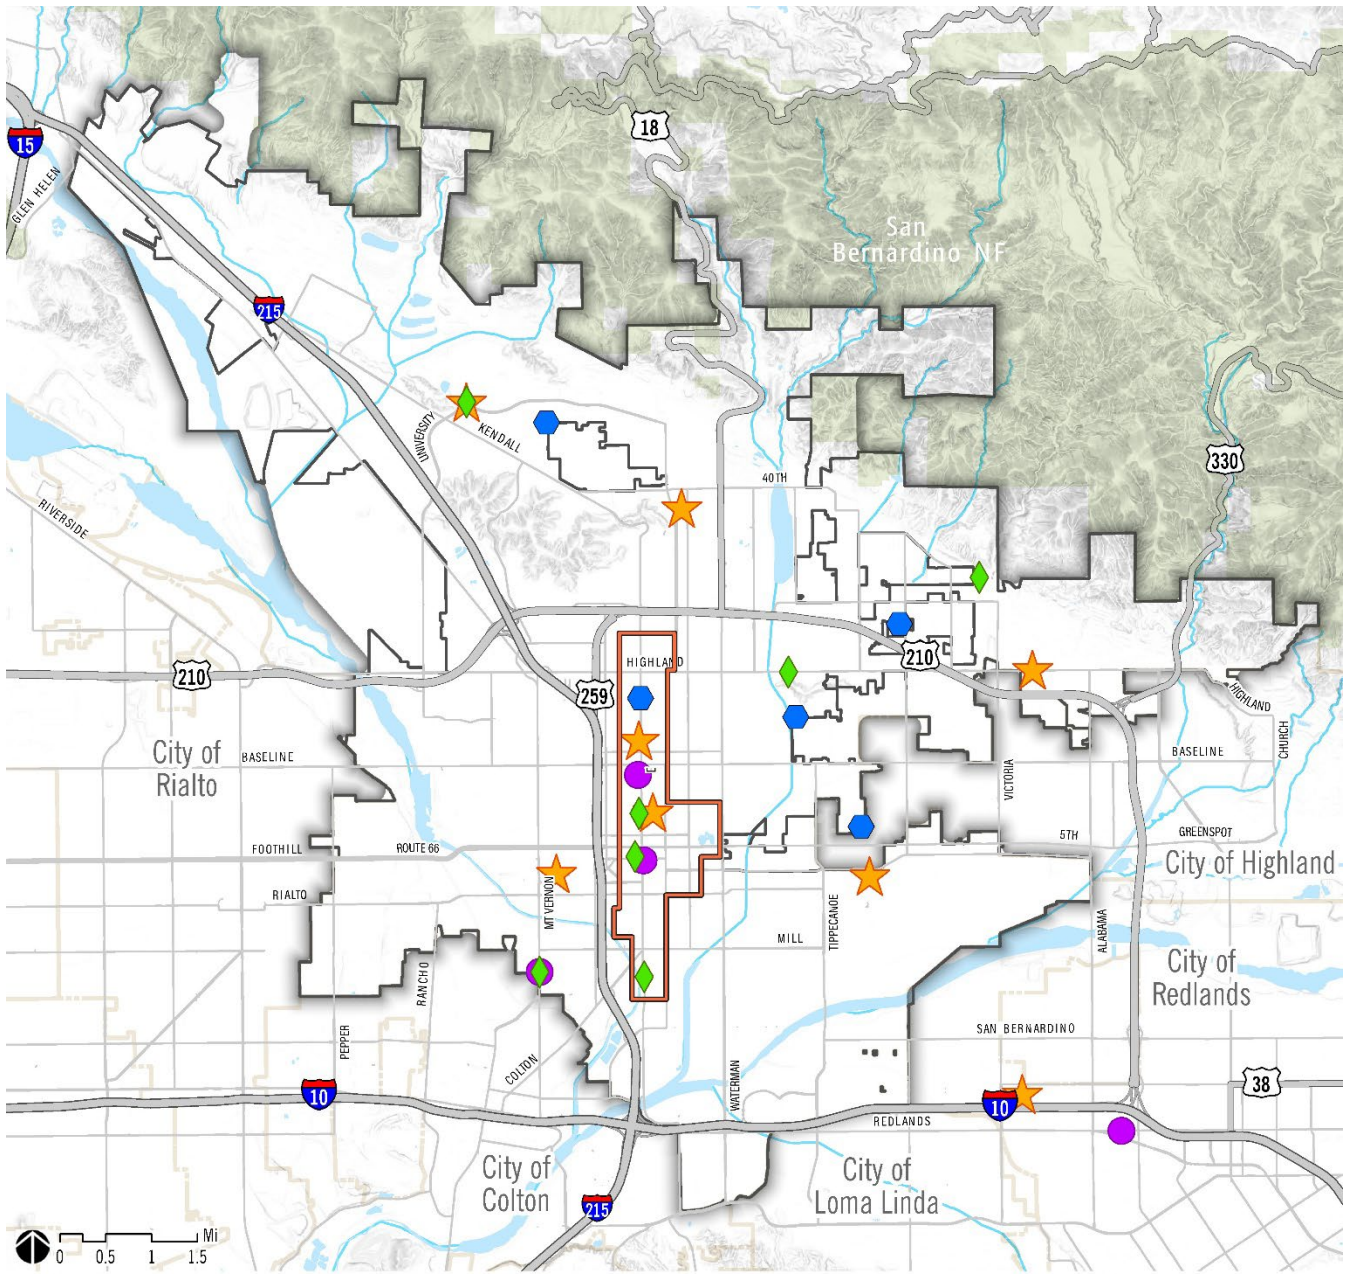 18
15
GLEN HELEN
San
Bernardino NF
215
UNIVERSITY
KENDALL
330
40TH
RIVERSIDE
210
HIGHLAND
210
259
HIGHLAND
City of
Rialto
BASELINE
BASELINE
CHURCH
VICTORIA
5TH
GREENSPOT
FOOTHILL
ROUTE 66
City of Highland
RIALTO
MT VERNON
TIPPECANOE
MILL
ALABAMA
RANCHO
City of
Redlands
SAN BERNARDINO
PEPPER
COLTON
WATERMAN
38
10
10
REDLANDS
City of
Colton
City of
Loma Linda
215
Mi
0 0.5 1 1.5